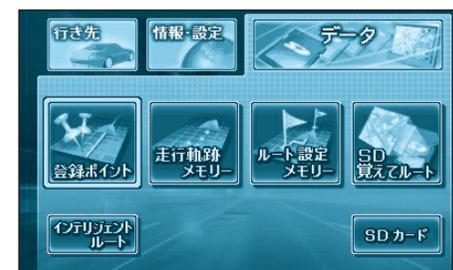 行き先
情報・設定
データ
登録ポイント
走行軌跡
メモリー
ルート設定
メモリー
SD
覚えてルート
インテリジェント
ルート
SDカード